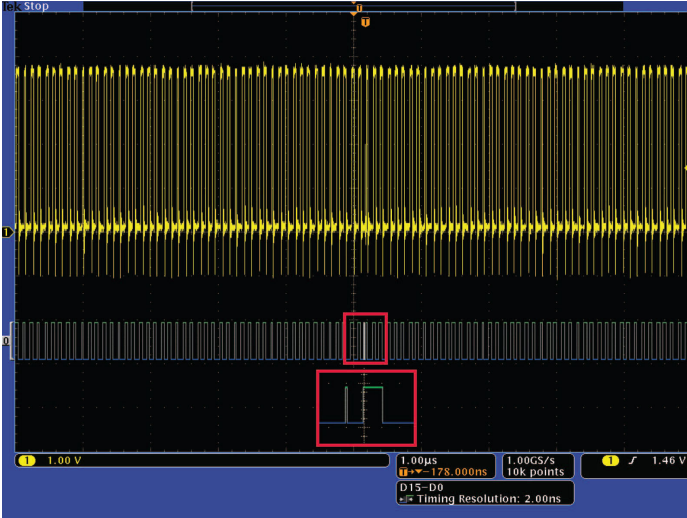 Tek Stop
T
T
1
0
1 1.00 V
1.00µs
T→▼−178.000ns
1.00GS/s
10k points
1 ƒ 1.46 V
D15−D0
Timing Resolution: 2.00ns